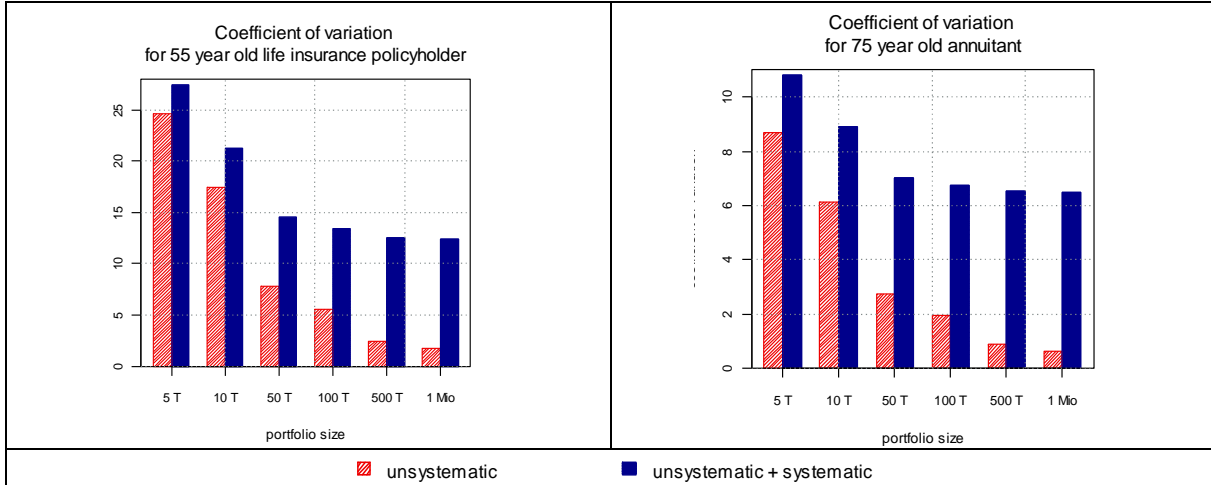 Coefficient of variation
for 55 year old life insurance policyholder
0
5
10
15
20
25
5 T
10 T
50 T
100 T
500 T
1 Mio
portfolio size
Coefficient of variation
for 75 year old annuitant
0
2
4
6
8
10
5 T
10 T
50 T
100 T
500 T
1 Mio
portfolio size
unsystematic
unsystematic + systematic